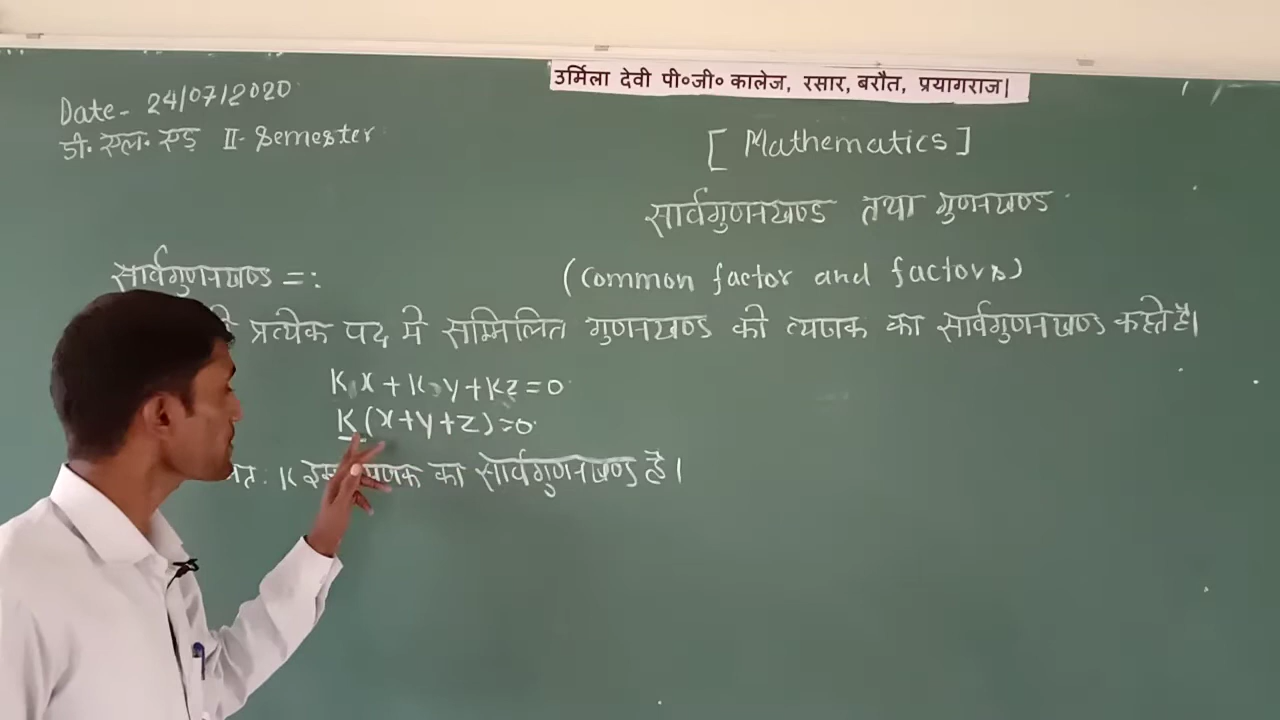 उर्मिला देवी पी०जी० कालेज, रसार, बरौत, प्रयागराज।
Date- 24/07/2020
डी. एल. एड़ II- Semester
[ Mathematics ]
सार्वगुणनखण्ड तथा गुणनखण्ड
(Common factor and factors)
सार्वगुणनखण्ड =:
प्रत्येक पद मे सम्मिलित गुणनखण्ड को व्यंजक का सार्वगुणनखण्ड कहते है।
K.x + K.y + Kz = 0
K(x+y+z)=0
K का सार्वगुणनखण्ड है।